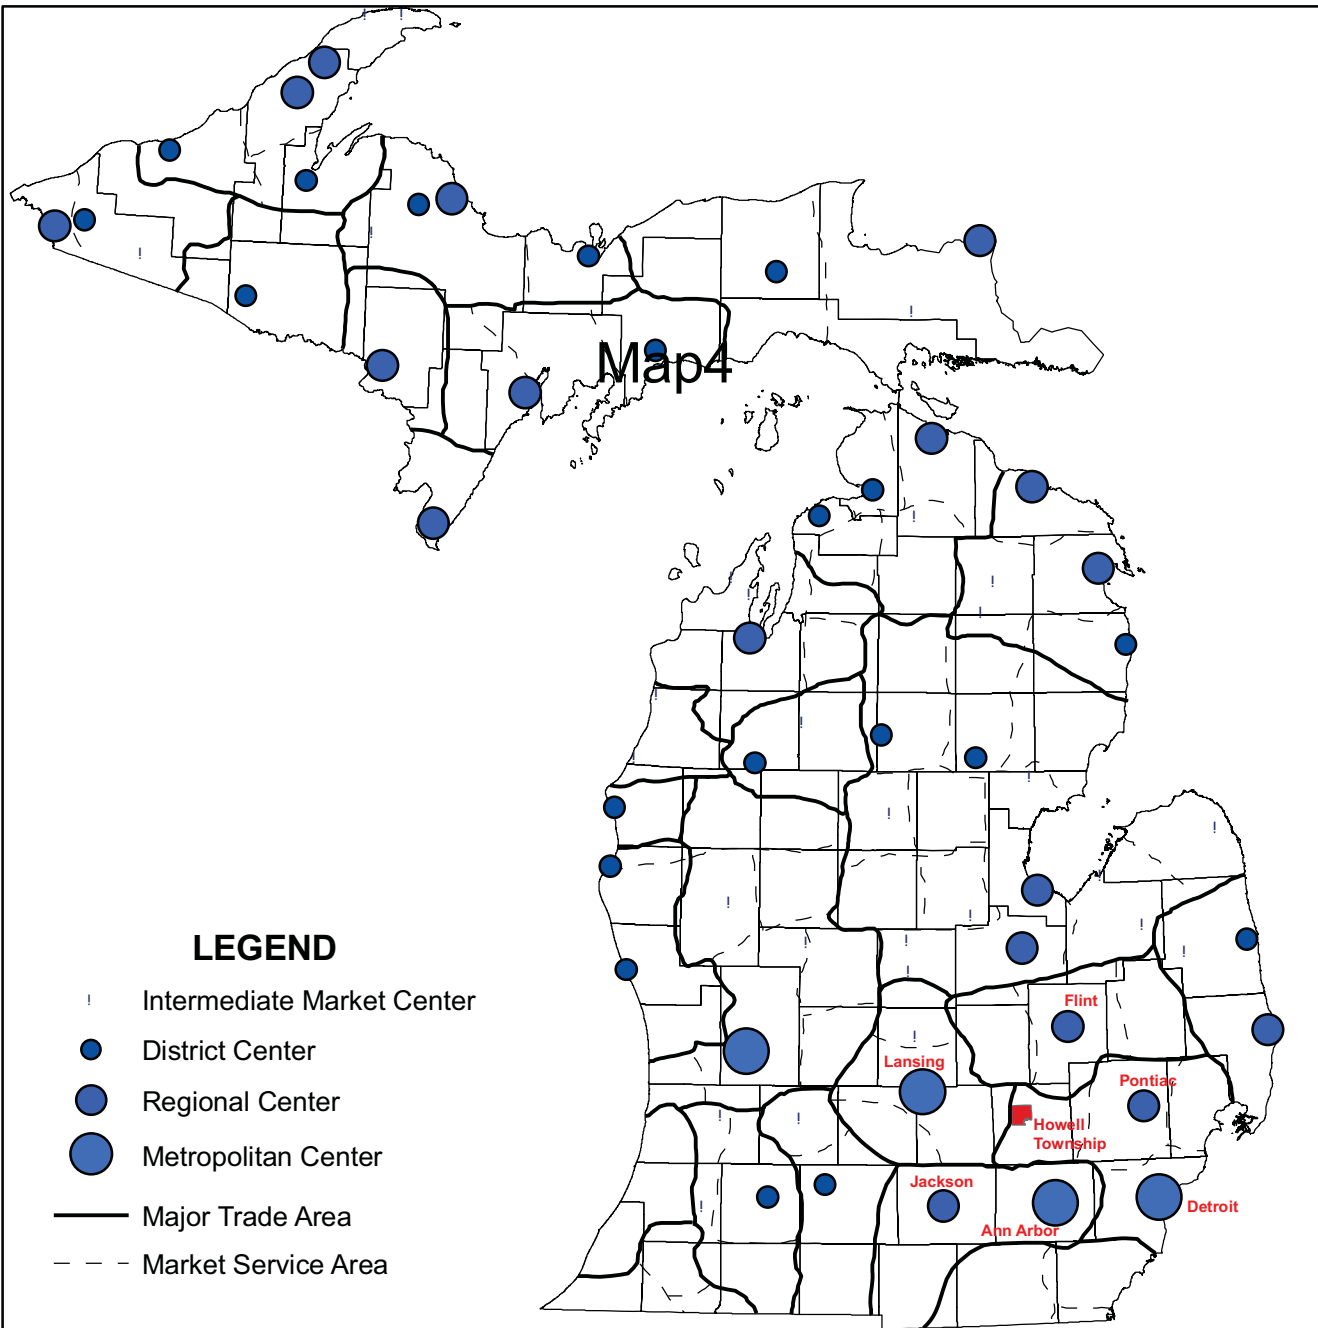 Map4
LEGEND
Intermediate Market Center
District Center
Regional Center
Metropolitan Center
Major Trade Area
Market Service Area
Flint
Lansing
Pontiac
Howell
Township
Jackson
Ann Arbor
Detroit